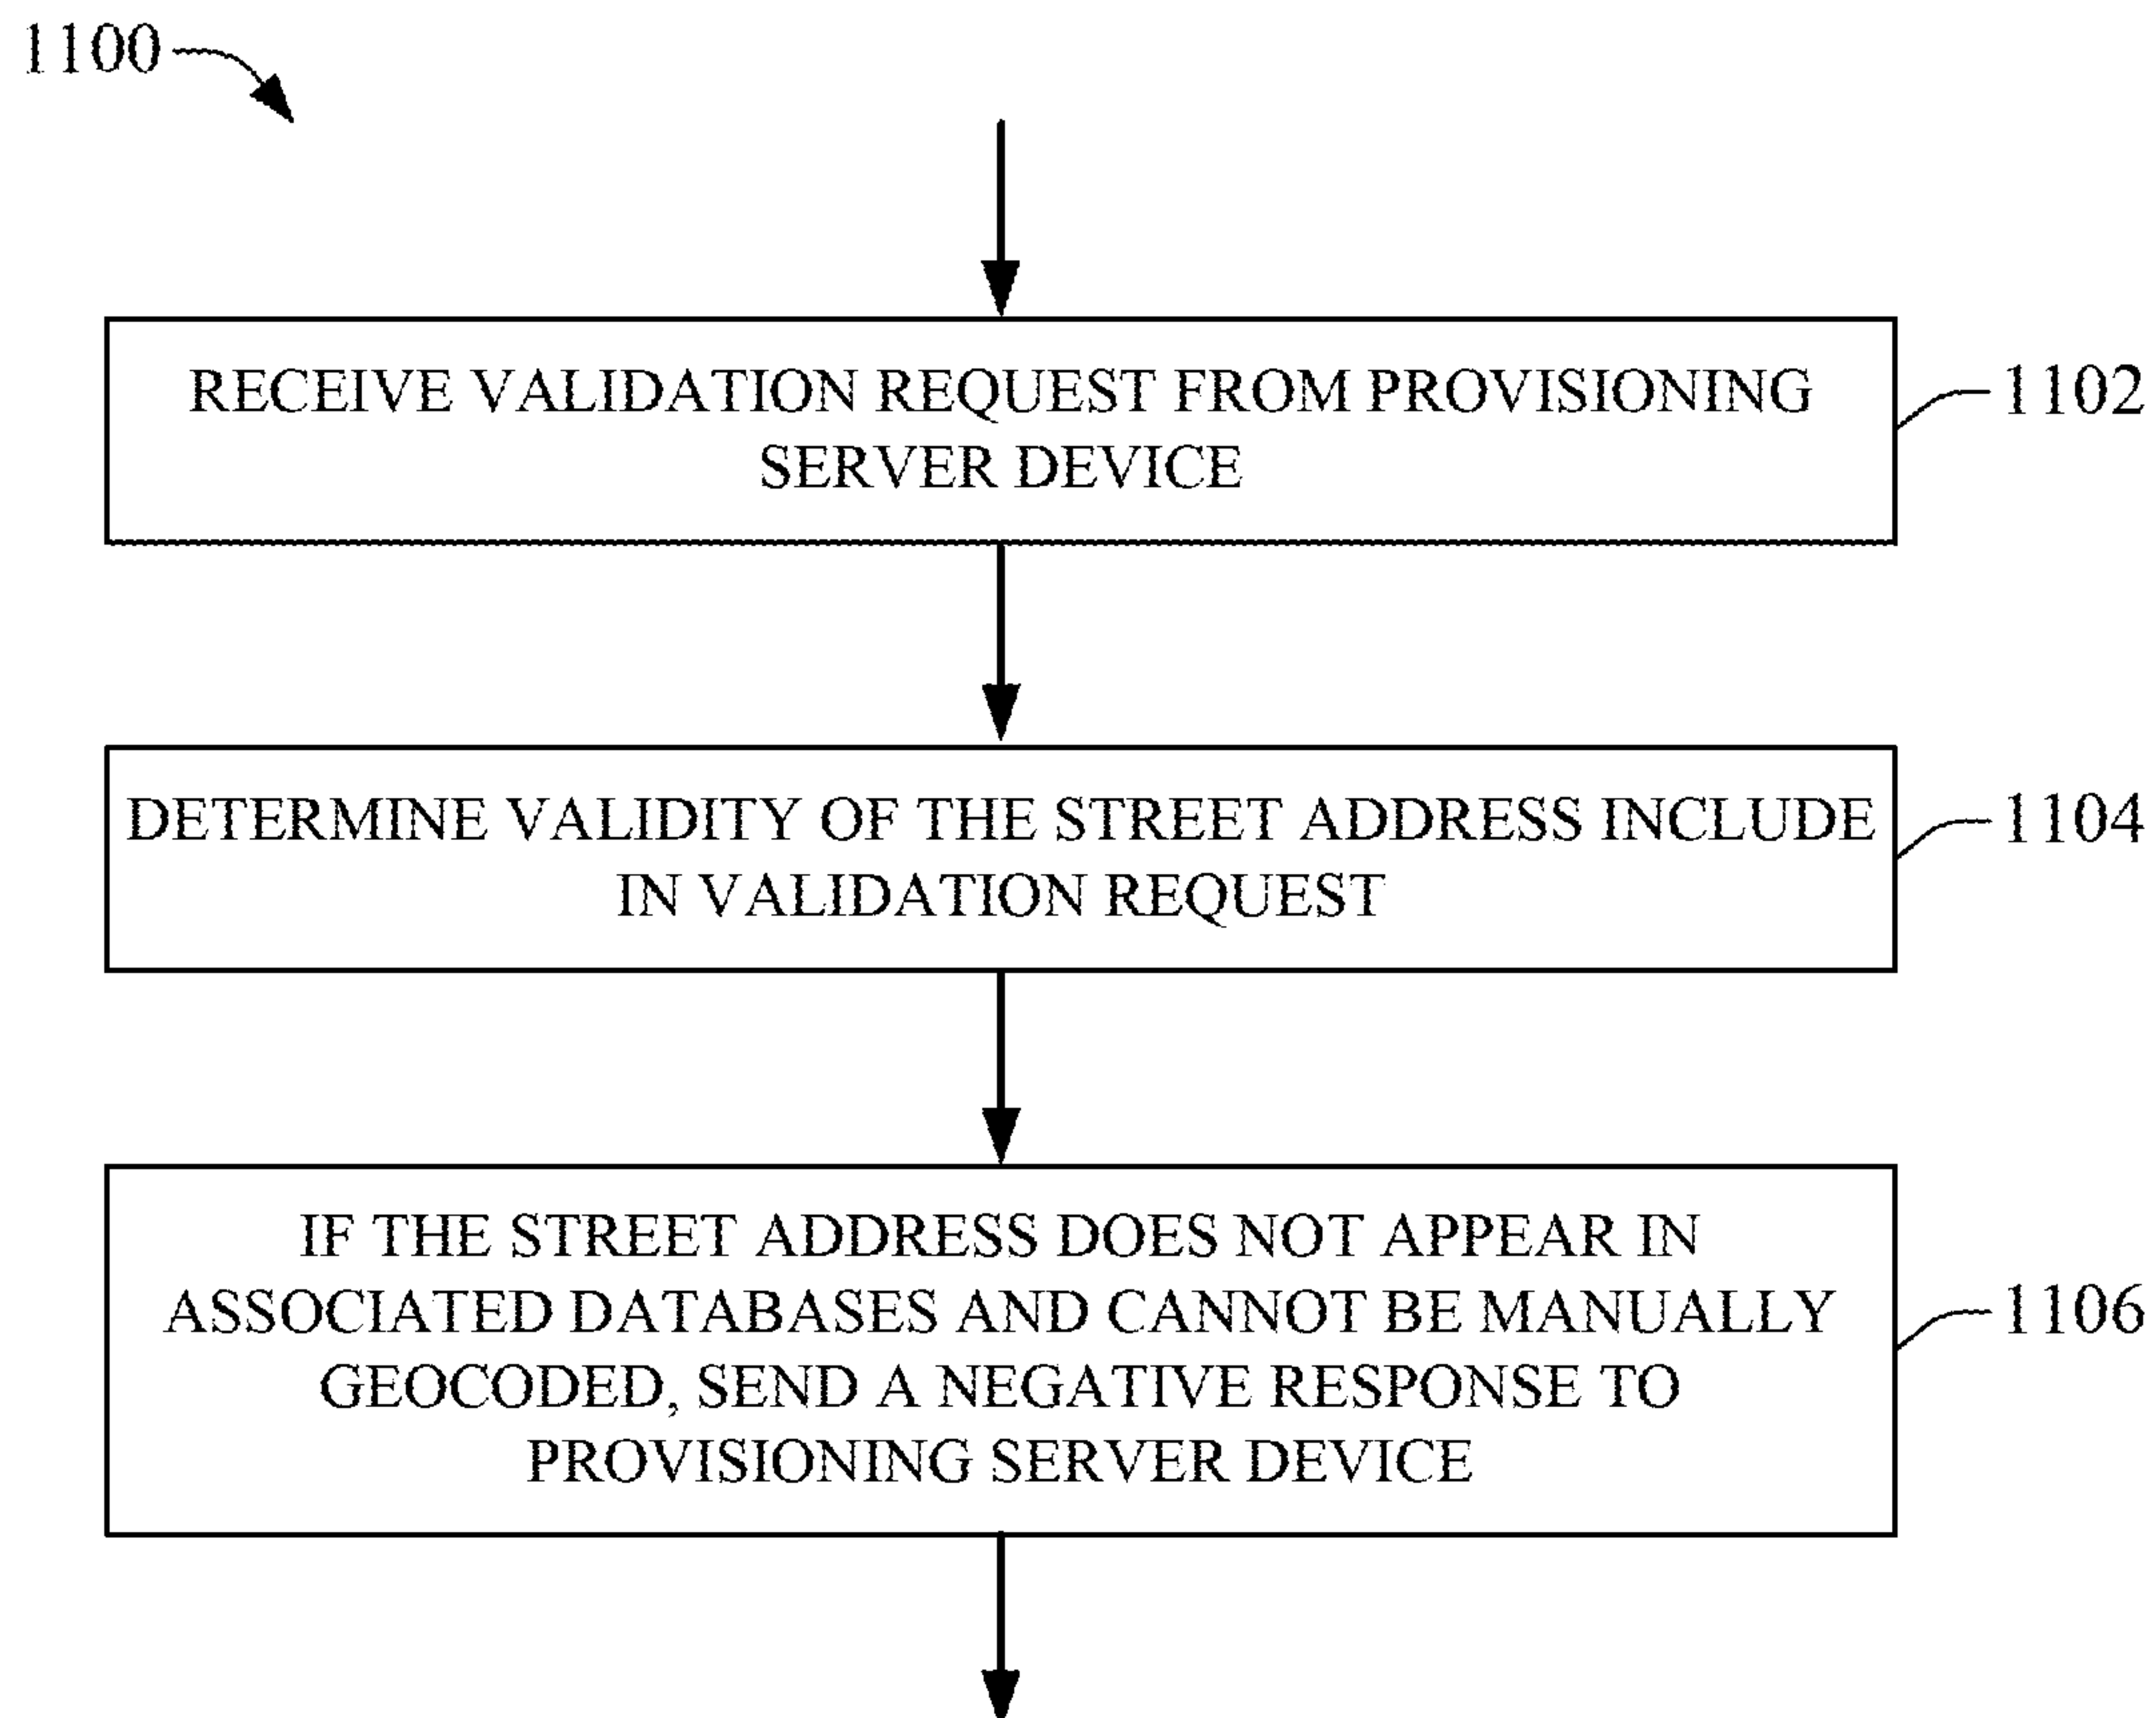 1100
RECEIVE VALIDATION REQUEST FROM PROVISIONING
SERVER DEVICE
1102
DETERMINE VALIDITY OF THE STREET ADDRESS INCLUDE
IN VALIDATION REQUEST
1104
IF THE STREET ADDRESS DOES NOT APPEAR IN
ASSOCIATED DATABASES AND CANNOT BE MANUALLY
GEOCODED, SEND A NEGATIVE RESPONSE TO
PROVISIONING SERVER DEVICE
1106